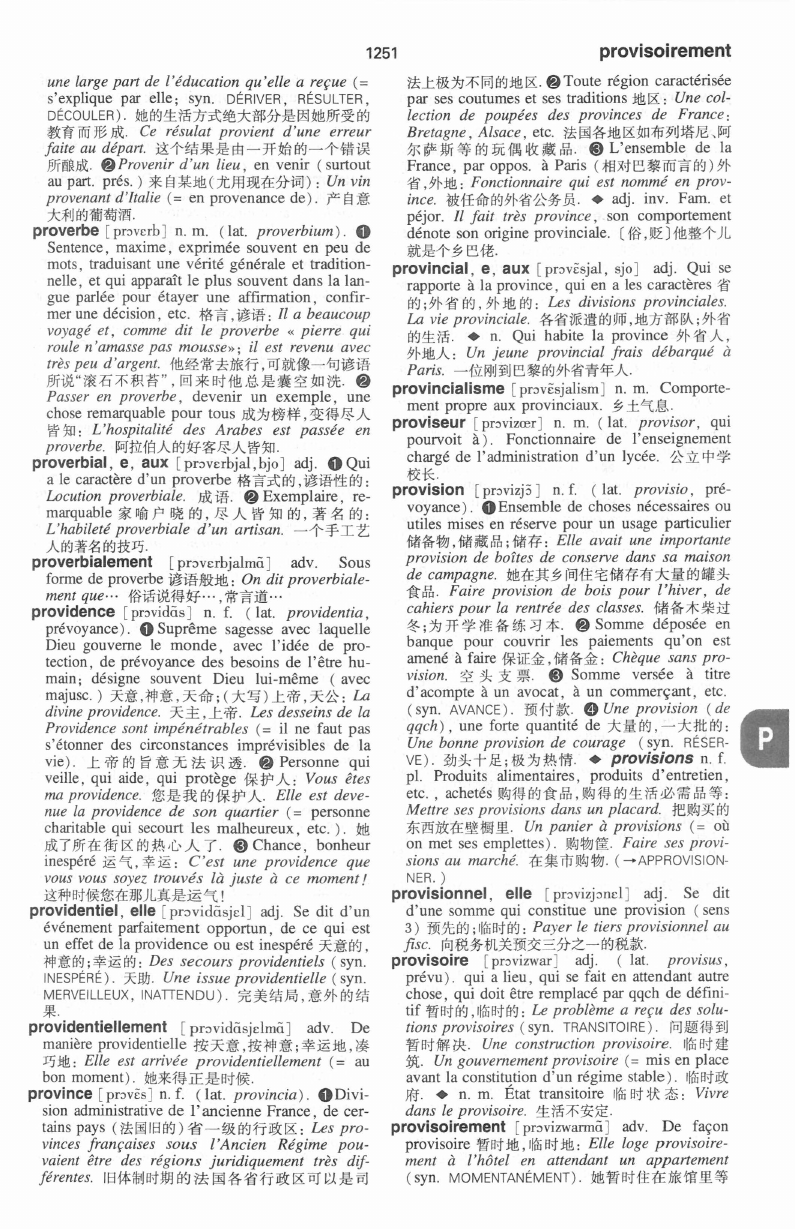 1251
provisoirement
une large part de l'éducation qu'elle a reçue (=
s'explique par elle; syn. DÉRIVER, RÉSULTER,
DÉCOULER). 她的生活方式绝大部分是因她所受的
教育而形成. Ce résulat provient d'une erreur
faite au départ. 这个结果是由一开始的一个错误
所酿成. ❷Provenir d'un lieu, en venir (surtout
au part. prés.) 来自某地(尤用现在分词): Un vin
provenant d'Italie (= en provenance de). 产自意
大利的葡萄酒.
proverbe [prɔvɛrb] n. m. (lat. proverbium). ❶
Sentence, maxime, exprimée souvent en peu de
mots, traduisant une vérité générale et tradition-
nelle, et qui apparaît le plus souvent dans la lan-
gue parlée pour étayer une affirmation, confir-
mer une décision, etc. 格言,谚语: Il a beaucoup
voyagé et, comme dit le proverbe « pierre qui
roule n'amasse pas mousse»; il est revenu avec
très peu d'argent. 他经常去旅行,可就像一句谚语
所说“滚石不积苔”,回来时他总是囊空如洗. ❷
Passer en proverbe, devenir un exemple, une
chose remarquable pour tous 成为榜样,变得尽人
皆知: L'hospitalité des Arabes est passée en
proverbe. 阿拉伯人的好客尽人皆知.
proverbial, e, aux [prɔvɛrbjal,bjo] adj. ❶Qui
a le caractère d'un proverbe 格言式的,谚语性的:
Locution proverbiale. 成语. ❷Exemplaire, re-
marquable 家喻户晓的,尽人皆知的,著名的:
L'habileté proverbiale d'un artisan. 一个手工艺
人的著名的技巧.
proverbialement [prɔvɛrbjalmɑ̃] adv. Sous
forme de proverbe 谚语般地: On dit proverbiale-
ment que… 俗话说得好…,常言道…
providence [prɔvidɑ̃s] n. f. (lat. providentia,
prévoyance). ❶Suprême sagesse avec laquelle
Dieu gouverne le monde, avec l'idée de pro-
tection, de prévoyance des besoins de l'être hu-
main; désigne souvent Dieu lui-même (avec
majusc.) 天意,神意,天命;(大写)上帝,天公: La
divine providence. 天主,上帝. Les desseins de la
Providence sont impénétrables (= il ne faut pas
s'étonner des circonstances imprévisibles de la
vie). 上帝的旨意无法识透. ❷ Personne qui
veille, qui aide, qui protège 保护人: Vous êtes
ma providence. 您是我的保护人. Elle est deve-
nue la providence de son quartier (= personne
charitable qui secourt les malheureux, etc.). 她
成了所在街区的热心人了. ❸Chance, bonheur
inespéré 运气,幸运: C'est une providence que
vous vous soyez trouvés là juste à ce moment!
这种时候您在那儿真是运气!
providentiel, elle [prɔvidɑ̃sjɛl] adj. Se dit d'un
événement parfaitement opportun, de ce qui est
un effet de la providence ou est inespéré 天意的,
神意的;幸运的: Des secours providentiels (syn.
INESPÉRÉ). 天助. Une issue providentielle (syn.
MERVEILLEUX, INATTENDU). 完美结局,意外的结
果.
providentiellement [prɔvidɑ̃sjɛlmɑ̃] adv. De
manière providentielle 按天意,按神意;幸运地,凑
巧地: Elle est arrivée providentiellement (= au
bon moment). 她来得正是时候.
province [prɔvɛ̃s] n. f. (lat. provincia). ❶Divi-
sion administrative de l'ancienne France, de cer-
tains pays (法国旧的)省一级的行政区: Les pro-
vinces françaises sous l'Ancien Régime pou-
vaient être des régions juridiquement très dif-
férentes. 旧体制时期的法国各省行政区可以是司
法上极为不同的地区. ❷Toute région caractérisée
par ses coutumes et ses traditions 地区: Une col-
lection de poupées des provinces de France:
Bretagne, Alsace, etc. 法国各地区如布列塔尼、阿
尔萨斯等的玩偶收藏品. ❸ L'ensemble de la
France, par oppos. à Paris (相对巴黎而言的)外
省,外地: Fonctionnaire qui est nommé en prov-
ince. 被任命的外省公务员. ◆ adj. inv. Fam. et
péjor. Il fait très province, son comportement
dénote son origine provinciale. 〔俗,贬〕他整个儿
就是个乡巴佬.
provincial, e, aux [prɔvɛ̃sjal, sjo] adj. Qui se
rapporte à la province, qui en a les caractères 省
的;外省的,外地的: Les divisions provinciales.
La vie provinciale. 各省派遣的师,地方部队;外省
的生活. ◆ n. Qui habite la province 外省人,
外地人: Un jeune provincial frais débarqué à
Paris. 一位刚到巴黎的外省青年人.
provincialisme [prɔvɛ̃sjalism] n. m. Comporte-
ment propre aux provinciaux. 乡土气息.
proviseur [prɔvizœr] n. m. (lat. provisor, qui
pourvoit à). Fonctionnaire de l'enseignement
chargé de l'administration d'un lycée. 公立中学
校长.
provision [prɔvizjɔ̃] n. f. (lat. provisio, pré-
voyance). ❶Ensemble de choses nécessaires ou
utiles mises en réserve pour un usage particulier
储备物,储藏品;储存: Elle avait une importante
provision de boîtes de conserve dans sa maison
de campagne. 她在其乡间住宅储存有大量的罐头
食品. Faire provision de bois pour l'hiver, de
cahiers pour la rentrée des classes. 储备木柴过
冬;为开学准备练习本. ❷ Somme déposée en
banque pour couvrir les paiements qu'on est
amené à faire 保证金,储备金: Chèque sans pro-
vision. 空头支票. ❸ Somme versée à titre
d'acompte à un avocat, à un commerçant, etc.
(syn. AVANCE). 预付款. ❹Une provision (de
qqch), une forte quantité de 大量的,一大批的:
Une bonne provision de courage (syn. RÉSER-
VE). 劲头十足;极为热情. ◆ provisions n. f.
pl. Produits alimentaires, produits d'entretien,
etc., achetés 购得的食品,购得的生活必需品等:
Mettre ses provisions dans un placard. 把购买的
东西放在壁橱里. Un panier à provisions (= où
on met ses emplettes). 购物筐. Faire ses provi-
sions au marché. 在集市购物. (→APPROVISION-
NER.)
provisionnel, elle [prɔvizjɔnɛl] adj. Se dit
d'une somme qui constitue une provision (sens
3) 预先的;临时的: Payer le tiers provisionnel au
fisc. 向税务机关预交三分之一的税款.
provisoire [prɔvizwar] adj. (lat. provisus,
prévu). qui a lieu, qui se fait en attendant autre
chose, qui doit être remplacé par qqch de défini-
tif 暂时的,临时的: Le problème a reçu des solu-
tions provisoires (syn. TRANSITOIRE). 问题得到
暂时解决. Une construction provisoire. 临时建
筑. Un gouvernement provisoire (= mis en place
avant la constitution d'un régime stable). 临时政
府. ◆ n. m. État transitoire 临时状态: Vivre
dans le provisoire. 生活不安定.
provisoirement [prɔvizwarmɑ̃] adv. De façon
provisoire 暂时地,临时地: Elle loge provisoire-
ment à l'hôtel en attendant un appartement
(syn. MOMENTANÉMENT). 她暂时住在旅馆里等
P